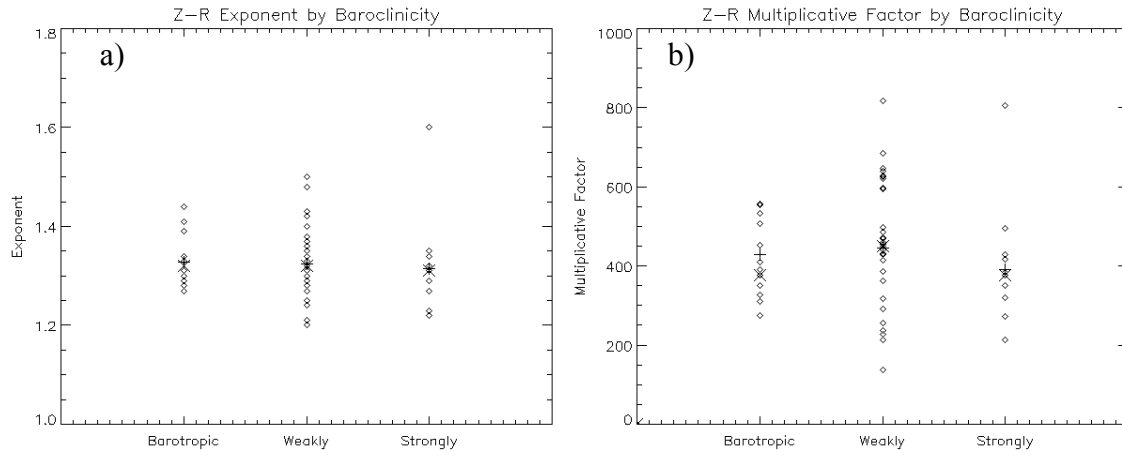 Z-R Exponent by Baroclinicity
a)
1.8
1.6
1.4
1.2
1.0
Exponent
Barotropic Weakly Strongly
Z-R Multiplicative Factor by Baroclinicity
b)
1000
800
600
400
200
0
Multiplicative Factor
Barotropic Weakly Strongly